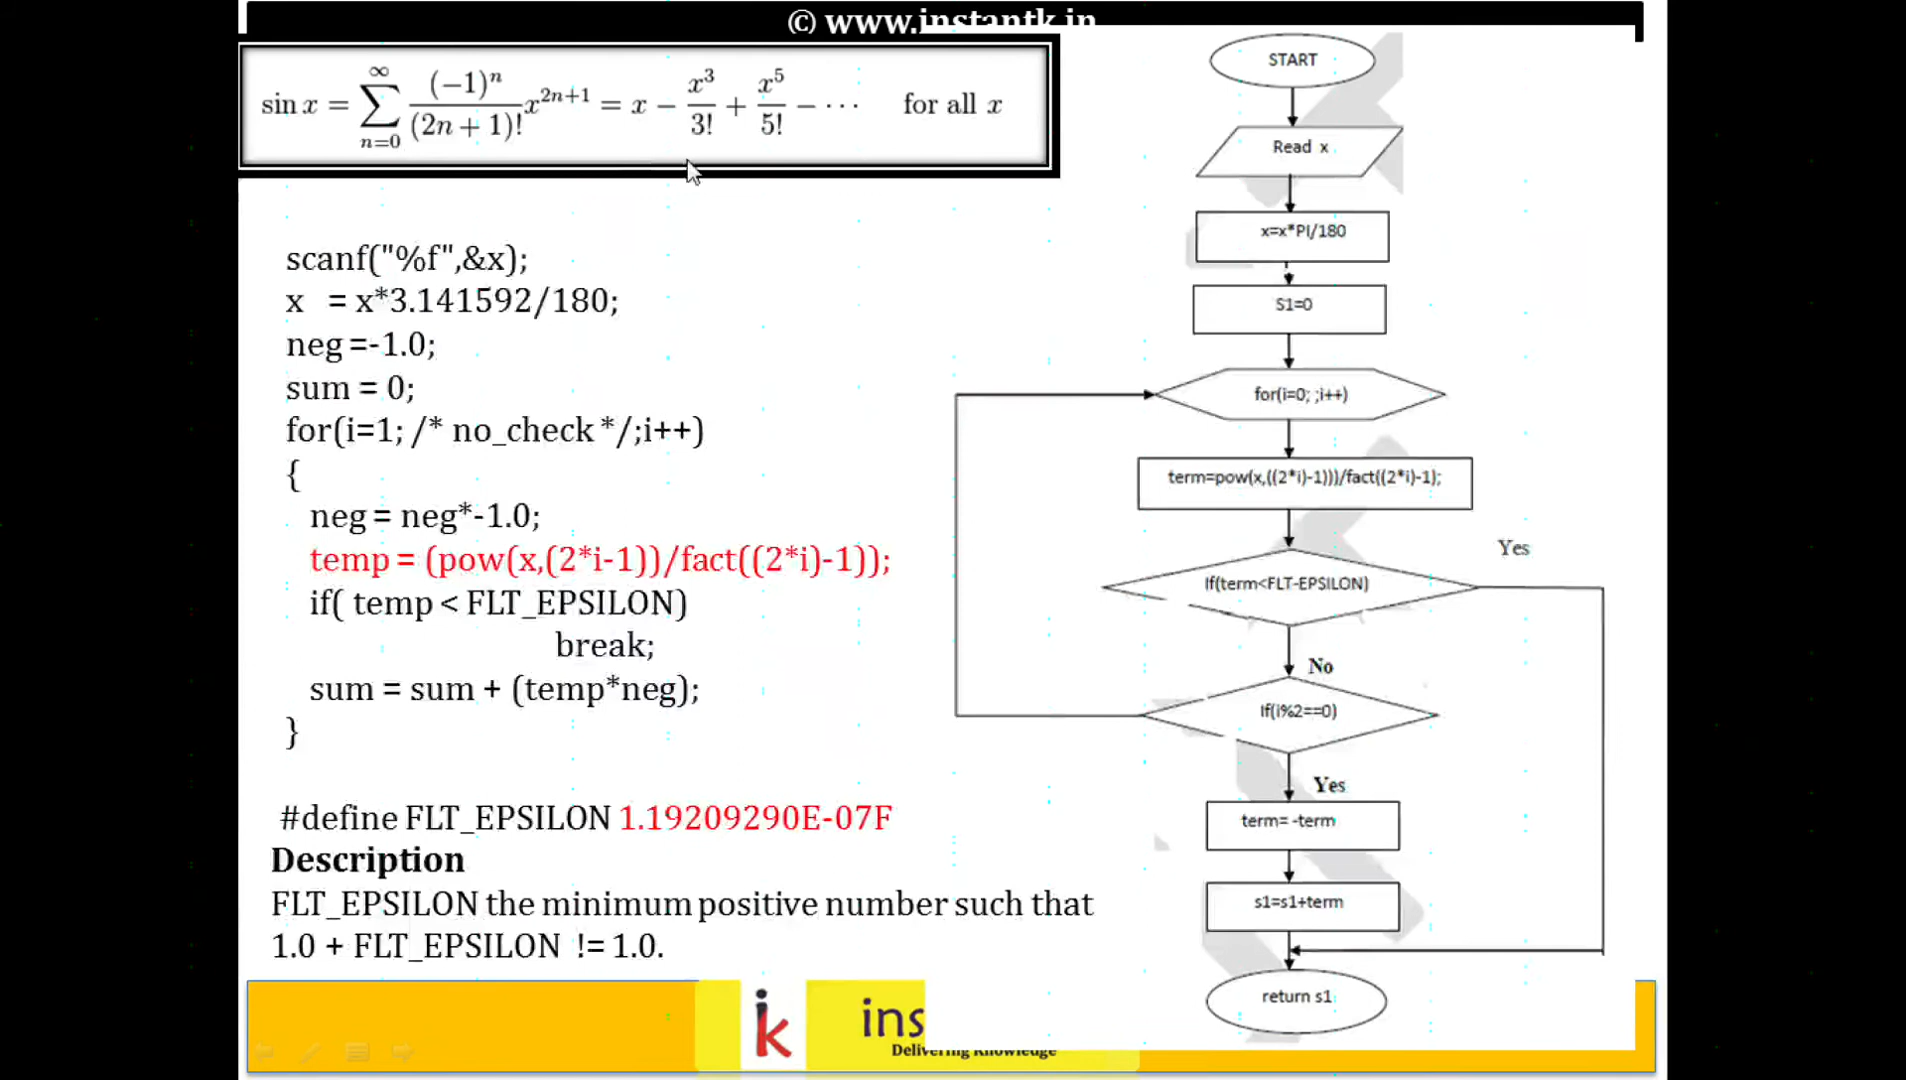 © www.instantk.in
sin x = ∑_{n=0}^{∞} (−1)^n/(2n + 1)! x^{2n+1} = x − x^3/3! + x^5/5! − ··· for all x
scanf("%f",&x);
x = x*3.141592/180;
neg =-1.0;
sum = 0;
for(i=1; /* no_check */;i++)
{
neg = neg*-1.0;
temp = (pow(x,(2*i-1))/fact((2*i)-1));
if( temp < FLT_EPSILON)
break;
sum = sum + (temp*neg);
}
#define FLT_EPSILON 1.19209290E-07F
Description
FLT_EPSILON the minimum positive number such that
1.0 + FLT_EPSILON != 1.0.
START
Read x
x=x*PI/180
S1=0
for(i=0; ;i++)
term=pow(x,((2*i)-1)))/fact((2*i)-1);
If(term<FLT-EPSILON)
Yes
No
If(i%2==0)
Yes
term= -term
s1=s1+term
return s1
ik ins
Delivering Knowledge